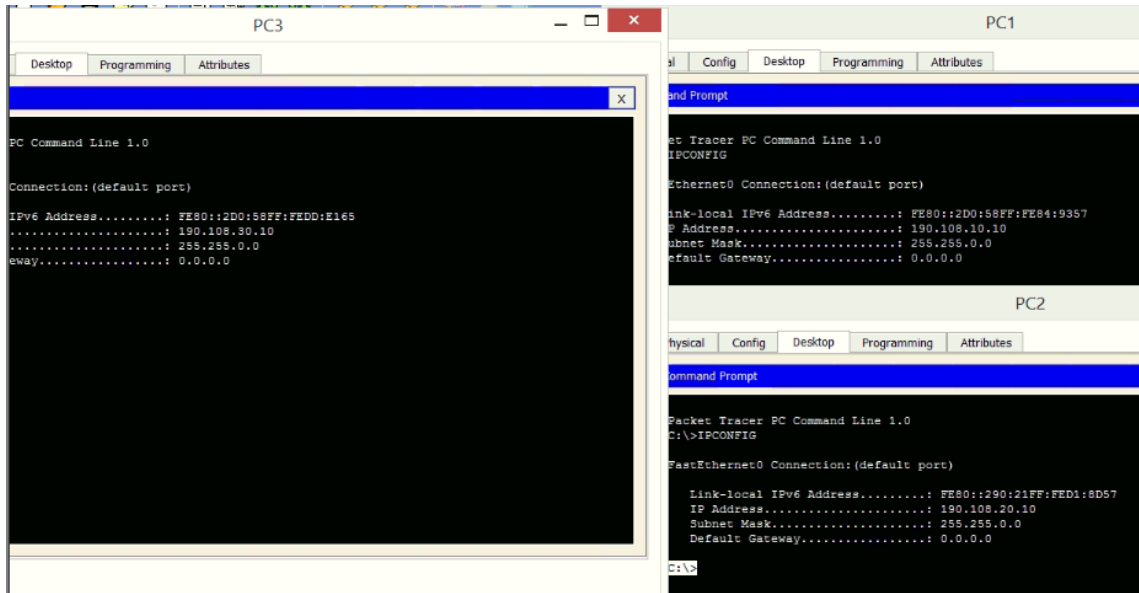 PC3
Desktop Programming Attributes
X
PC Command Line 1.0
Connection:(default port)
IPv6 Address.........: FE80::2D0:58FF:FEDD:E165
.....................: 190.108.30.10
.....................: 255.255.0.0
eway.................: 0.0.0.0
PC1
al Config Desktop Programming Attributes
and Prompt
et Tracer PC Command Line 1.0
IPCONFIG
Ethernet0 Connection:(default port)
ink-local IPv6 Address.........: FE80::2D0:58FF:FE84:9357
P Address......................: 190.108.10.10
ubnet Mask.....................: 255.255.0.0
efault Gateway.................: 0.0.0.0
PC2
hysical Config Desktop Programming Attributes
ommand Prompt
Packet Tracer PC Command Line 1.0
C:\>IPCONFIG
FastEthernet0 Connection:(default port)
Link-local IPv6 Address.........: FE80::290:21FF:FED1:8D57
IP Address......................: 190.108.20.10
Subnet Mask.....................: 255.255.0.0
Default Gateway.................: 0.0.0.0
C:\>